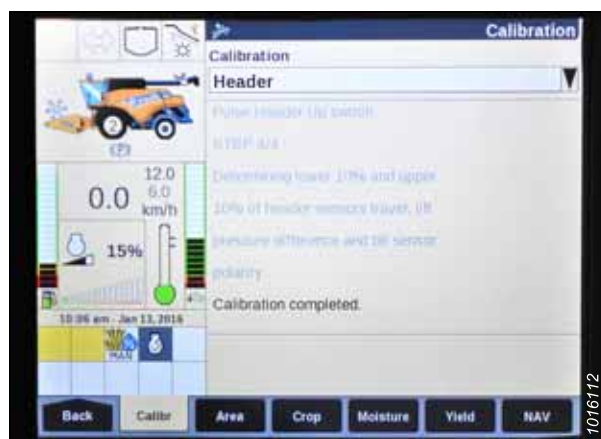 Calibration
Calibration
Header
Pulse Header Up switch
STEP 4/4
Determining lower 10% and upper
10% of header sensors travel, lift
pressure difference and tilt sensor
polarity
Calibration completed.
2
(P)
0.0
12.0
6.0
km/h
15%
10:06 am - Jan 13, 2016
MAN
Back
Calibr
Area
Crop
Moisture
Yield
NAV
1016112